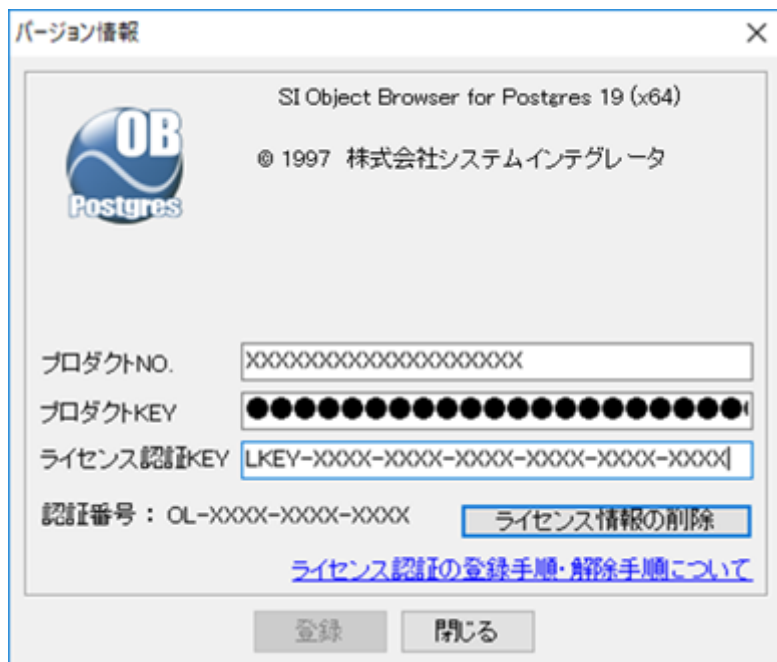 バージョン情報
SI Object Browser for Postgres 19 (x64)
OB
Postgres
© 1997 株式会社システムインテグレータ
プロダクトNO. XXXXXXXXXXXXXXXXXXX
プロダクトKEY ●●●●●●●●●●●●●●●●●●●●●
ライセンス認証KEY LKEY-XXXX-XXXX-XXXX-XXXX-XXXX-XXXX
認証番号： OL-XXXX-XXXX-XXXX ライセンス情報の削除
ライセンス認証の登録手順・解除手順について
登録 閉じる